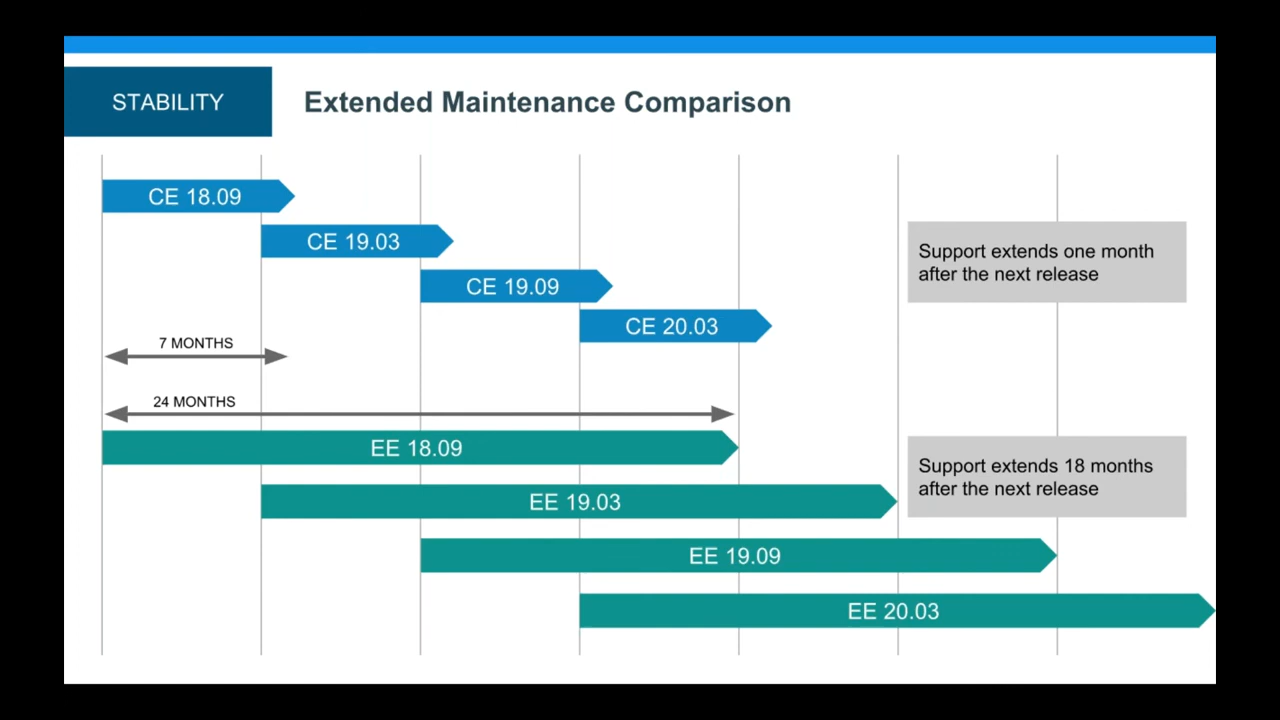 STABILITY
Extended Maintenance Comparison
CE 18.09
CE 19.03
Support extends one month
after the next release
CE 19.09
CE 20.03
7 MONTHS
24 MONTHS
EE 18.09
Support extends 18 months
after the next release
EE 19.03
EE 19.09
EE 20.03